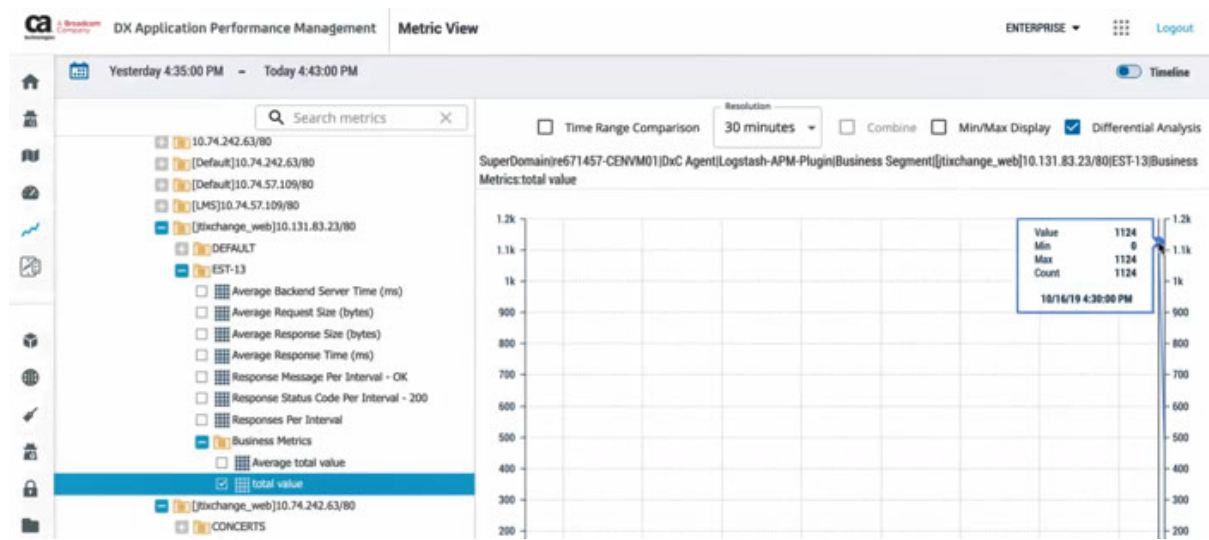 ca
technologies
A Broadcom
Company
DX Application Performance Management
Metric View
ENTERPRISE
Logout
Yesterday 4:35:00 PM – Today 4:43:00 PM
Timeline
Search metrics
Time Range Comparison
Resolution
30 minutes
Combine
Min/Max Display
Differential Analysis
10.74.242.63/80
[Default]10.74.242.63/80
[Default]10.74.57.109/80
[LMS]10.74.57.109/80
[jtixchange_web]10.131.83.23/80
DEFAULT
EST-13
Average Backend Server Time (ms)
Average Request Size (bytes)
Average Response Size (bytes)
Average Response Time (ms)
Response Message Per Interval - OK
Response Status Code Per Interval - 200
Responses Per Interval
Business Metrics
Average total value
total value
[jtixchange_web]10.74.242.63/80
CONCERTS
SuperDomain|re671457-CENVM01|DxC Agent|Logstash-APM-Plugin|Business Segment|[jtixchange_web]10.131.83.23/80|EST-13|Business
Metrics:total value
1.2k
1.1k
1k
900
800
700
600
500
400
300
200
Value 1124
Min 0
Max 1124
Count 1124
10/16/19 4:30:00 PM
1.2k
1.1k
1k
900
800
700
600
500
400
300
200